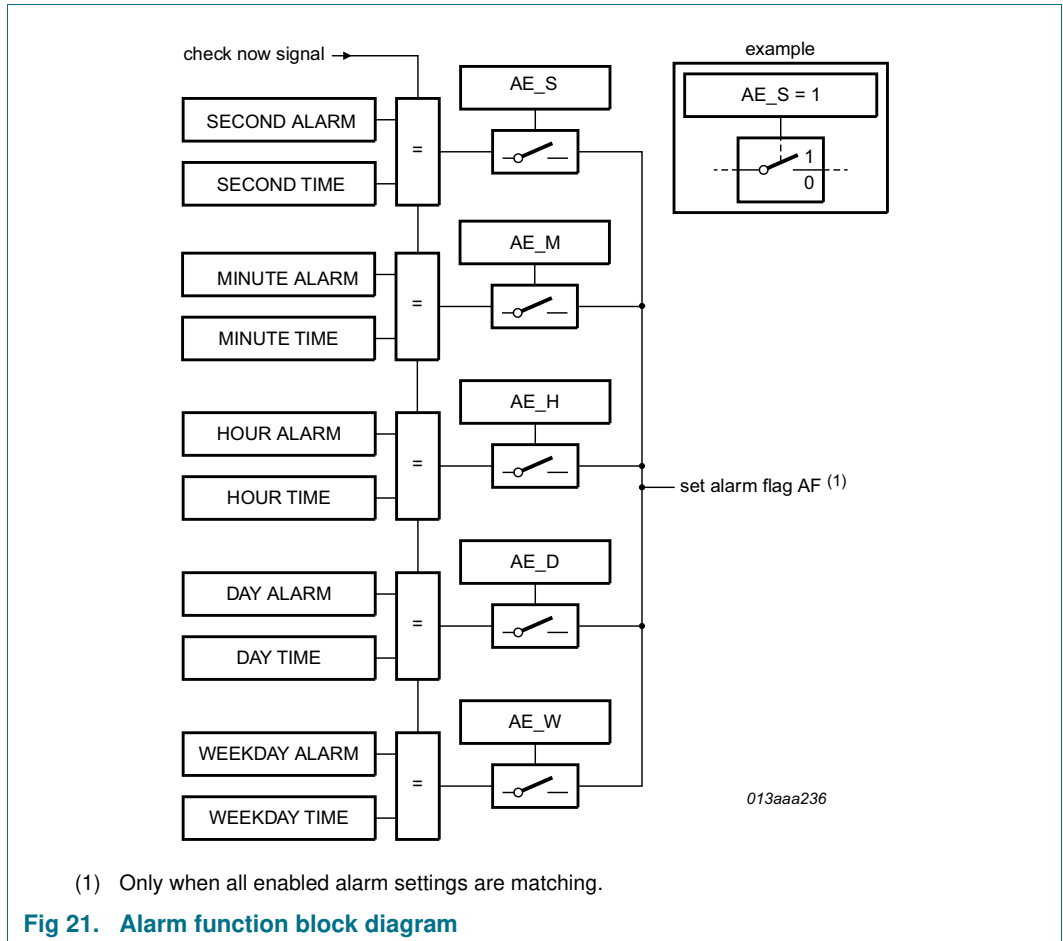 check now signal
example
AE_S
AE_S = 1
SECOND ALARM
=
1
SECOND TIME
0
AE_M
MINUTE ALARM
=
MINUTE TIME
AE_H
HOUR ALARM
=
HOUR TIME
set alarm flag AF (1)
AE_D
DAY ALARM
=
DAY TIME
AE_W
WEEKDAY ALARM
=
WEEKDAY TIME
013aaa236
(1) Only when all enabled alarm settings are matching.
Fig 21. Alarm function block diagram